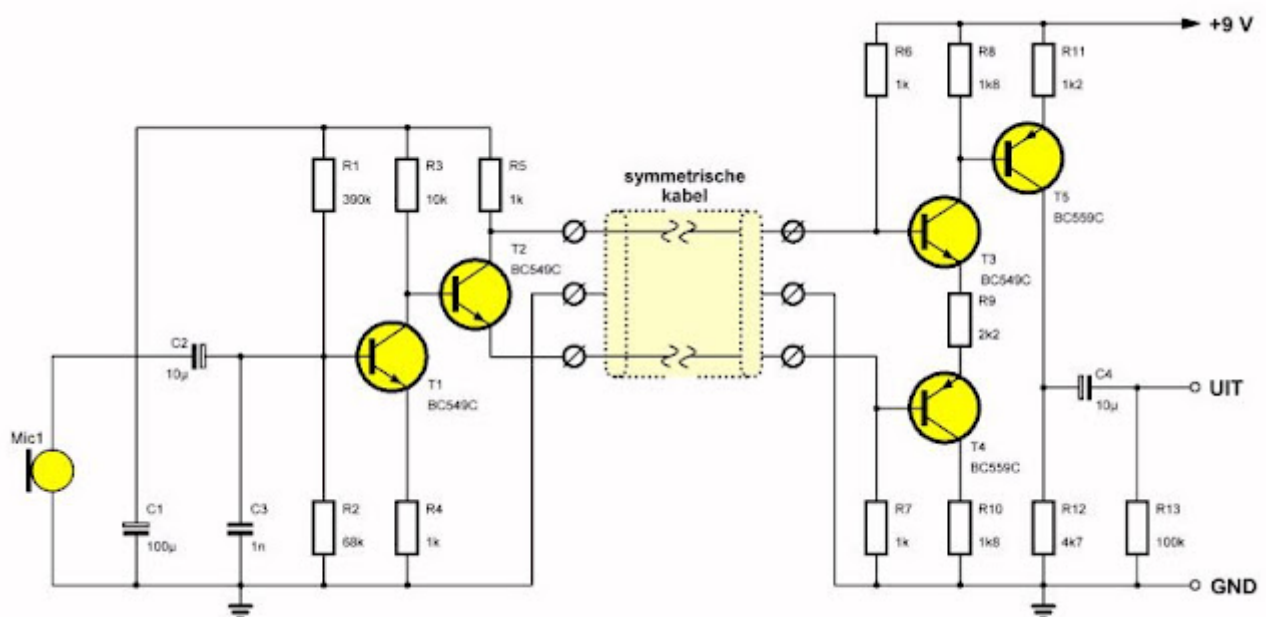 +9 V
R6
1k
R8
1k8
R11
1k2
R1
390k
R3
10k
R5
1k
symmetrische
kabel
T5
BC559C
T2
BC549C
T3
BC549C
R9
2k2
C2
10µ
T1
BC549C
C4
10µ
UIT
Mic1
T4
BC559C
C1
100µ
C3
1n
R2
68k
R4
1k
R7
1k
R10
1k8
R12
4k7
R13
100k
GND